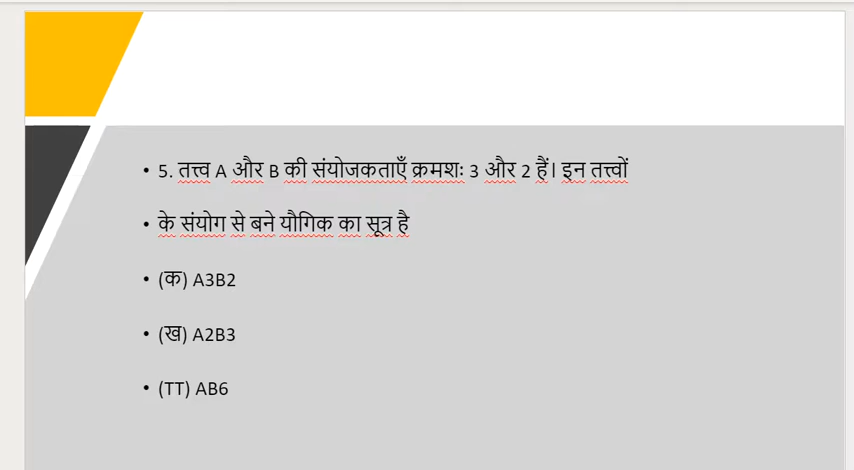 • 5. तत्त्व A और B की संयोजकताएँ क्रमशः 3 और 2 हैं। इन तत्त्वों
• के संयोग से बने यौगिक का सूत्र है
• (क) A3B2
• (ख) A2B3
• (TT) AB6